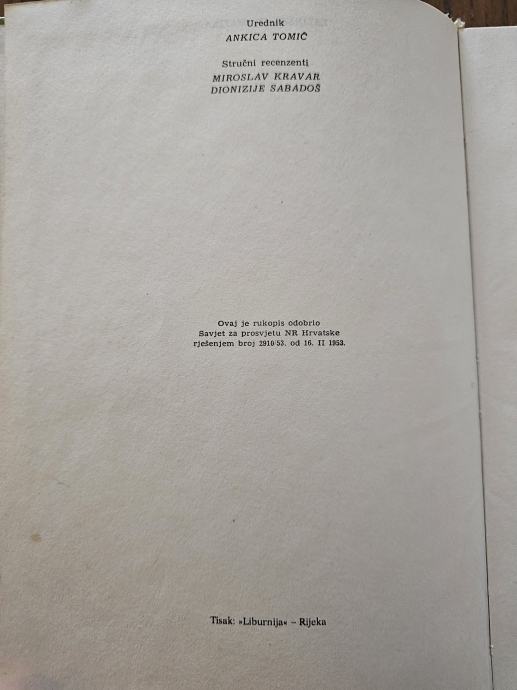 Urednik
ANKICA TOMIČ
Stručni recenzenti
MIROSLAV KRAVAR
DIONIZIJE SABADOŠ
Ovaj je rukopis odobrio
Savjet za prosvjetu NR Hrvatske
rješenjem broj 2910/53. od 16. II 1953.
Tisak: »Liburnija« – Rijeka